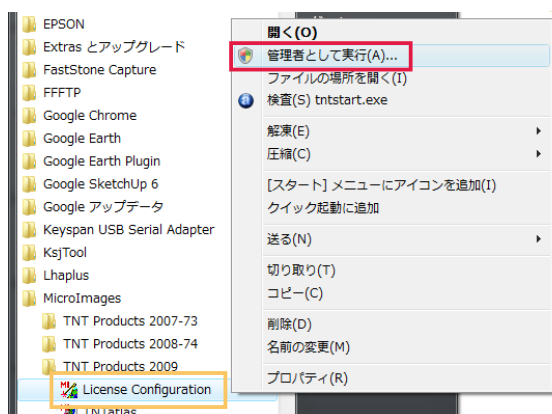 EPSON
Extras とアップグレード
FastStone Capture
FFFTP
Google Chrome
Google Earth
Google Earth Plugin
Google SketchUp 6
Google アップデータ
Keyspan USB Serial Adapter
KsjTool
Lhaplus
MicroImages
TNT Products 2007-73
TNT Products 2008-74
TNT Products 2009
License Configuration
TNTatlas
開く(O)
管理者として実行(A)...
ファイルの場所を開く(I)
検査(S) tntstart.exe
解凍(E)
圧縮(C)
[スタート] メニューにアイコンを追加(I)
クイック起動に追加
送る(N)
切り取り(T)
コピー(C)
削除(D)
名前の変更(M)
プロパティ(R)